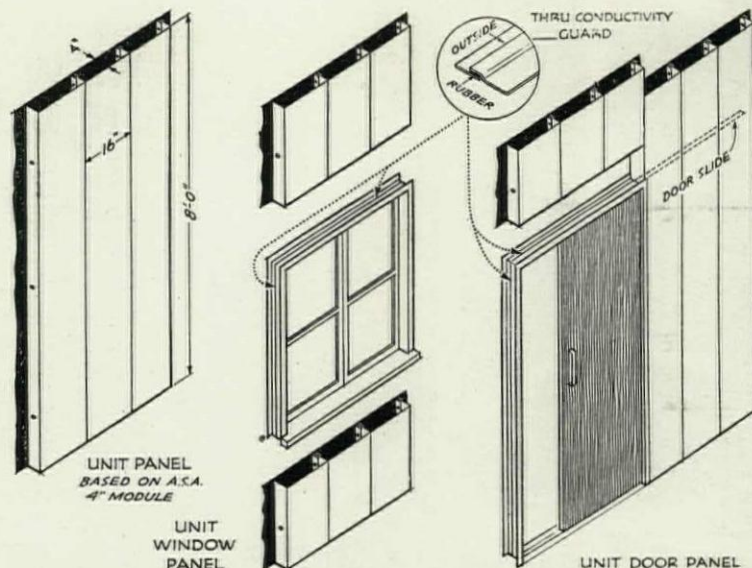 4"
16"
8'-0"
UNIT PANEL
BASED ON A.S.A.
4" MODULE
UNIT
WINDOW
PANEL
THRU CONDUCTIVITY
GUARD
OUTSIDE
RUBBER
DOOR SLIDE
UNIT DOOR PANEL